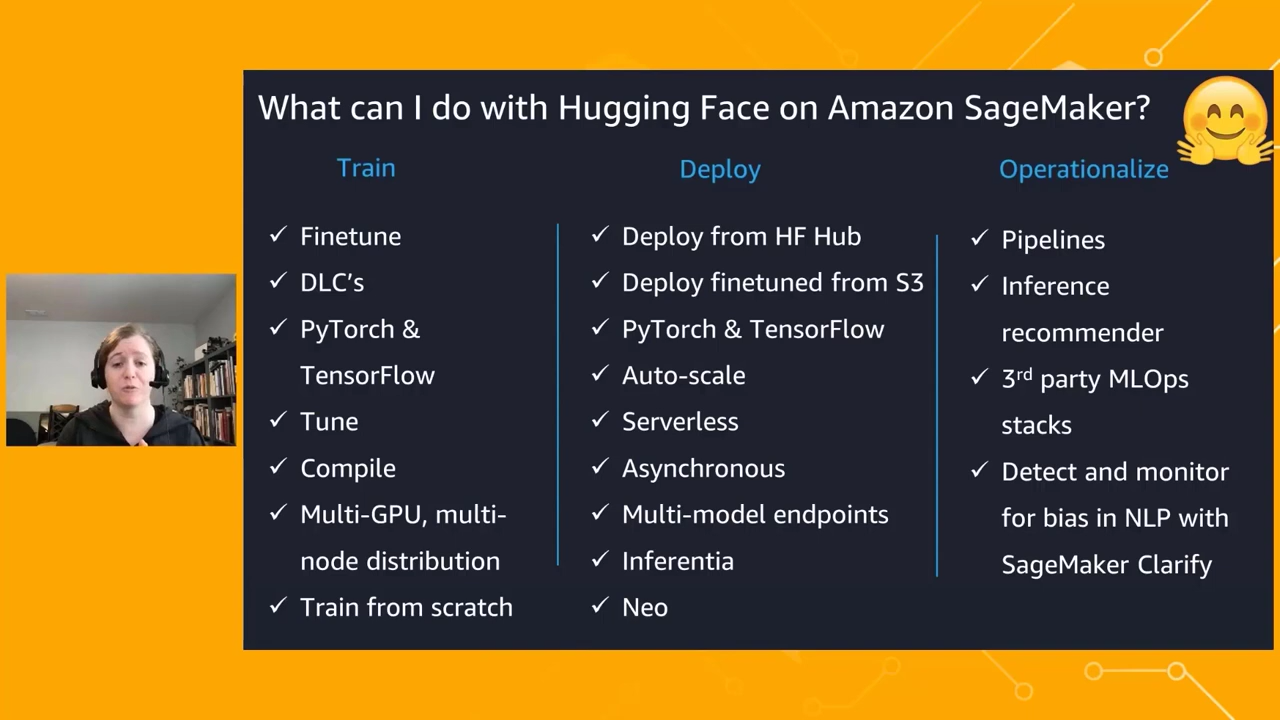 What can I do with Hugging Face on Amazon SageMaker?
Train
✓ Finetune
✓ DLC's
✓ PyTorch &
TensorFlow
✓ Tune
✓ Compile
✓ Multi-GPU, multi-
node distribution
✓ Train from scratch
Deploy
✓ Deploy from HF Hub
✓ Deploy finetuned from S3
✓ PyTorch & TensorFlow
✓ Auto-scale
✓ Serverless
✓ Asynchronous
✓ Multi-model endpoints
✓ Inferentia
✓ Neo
Operationalize
✓ Pipelines
✓ Inference
recommender
✓ 3rd party MLOps
stacks
✓ Detect and monitor
for bias in NLP with
SageMaker Clarify